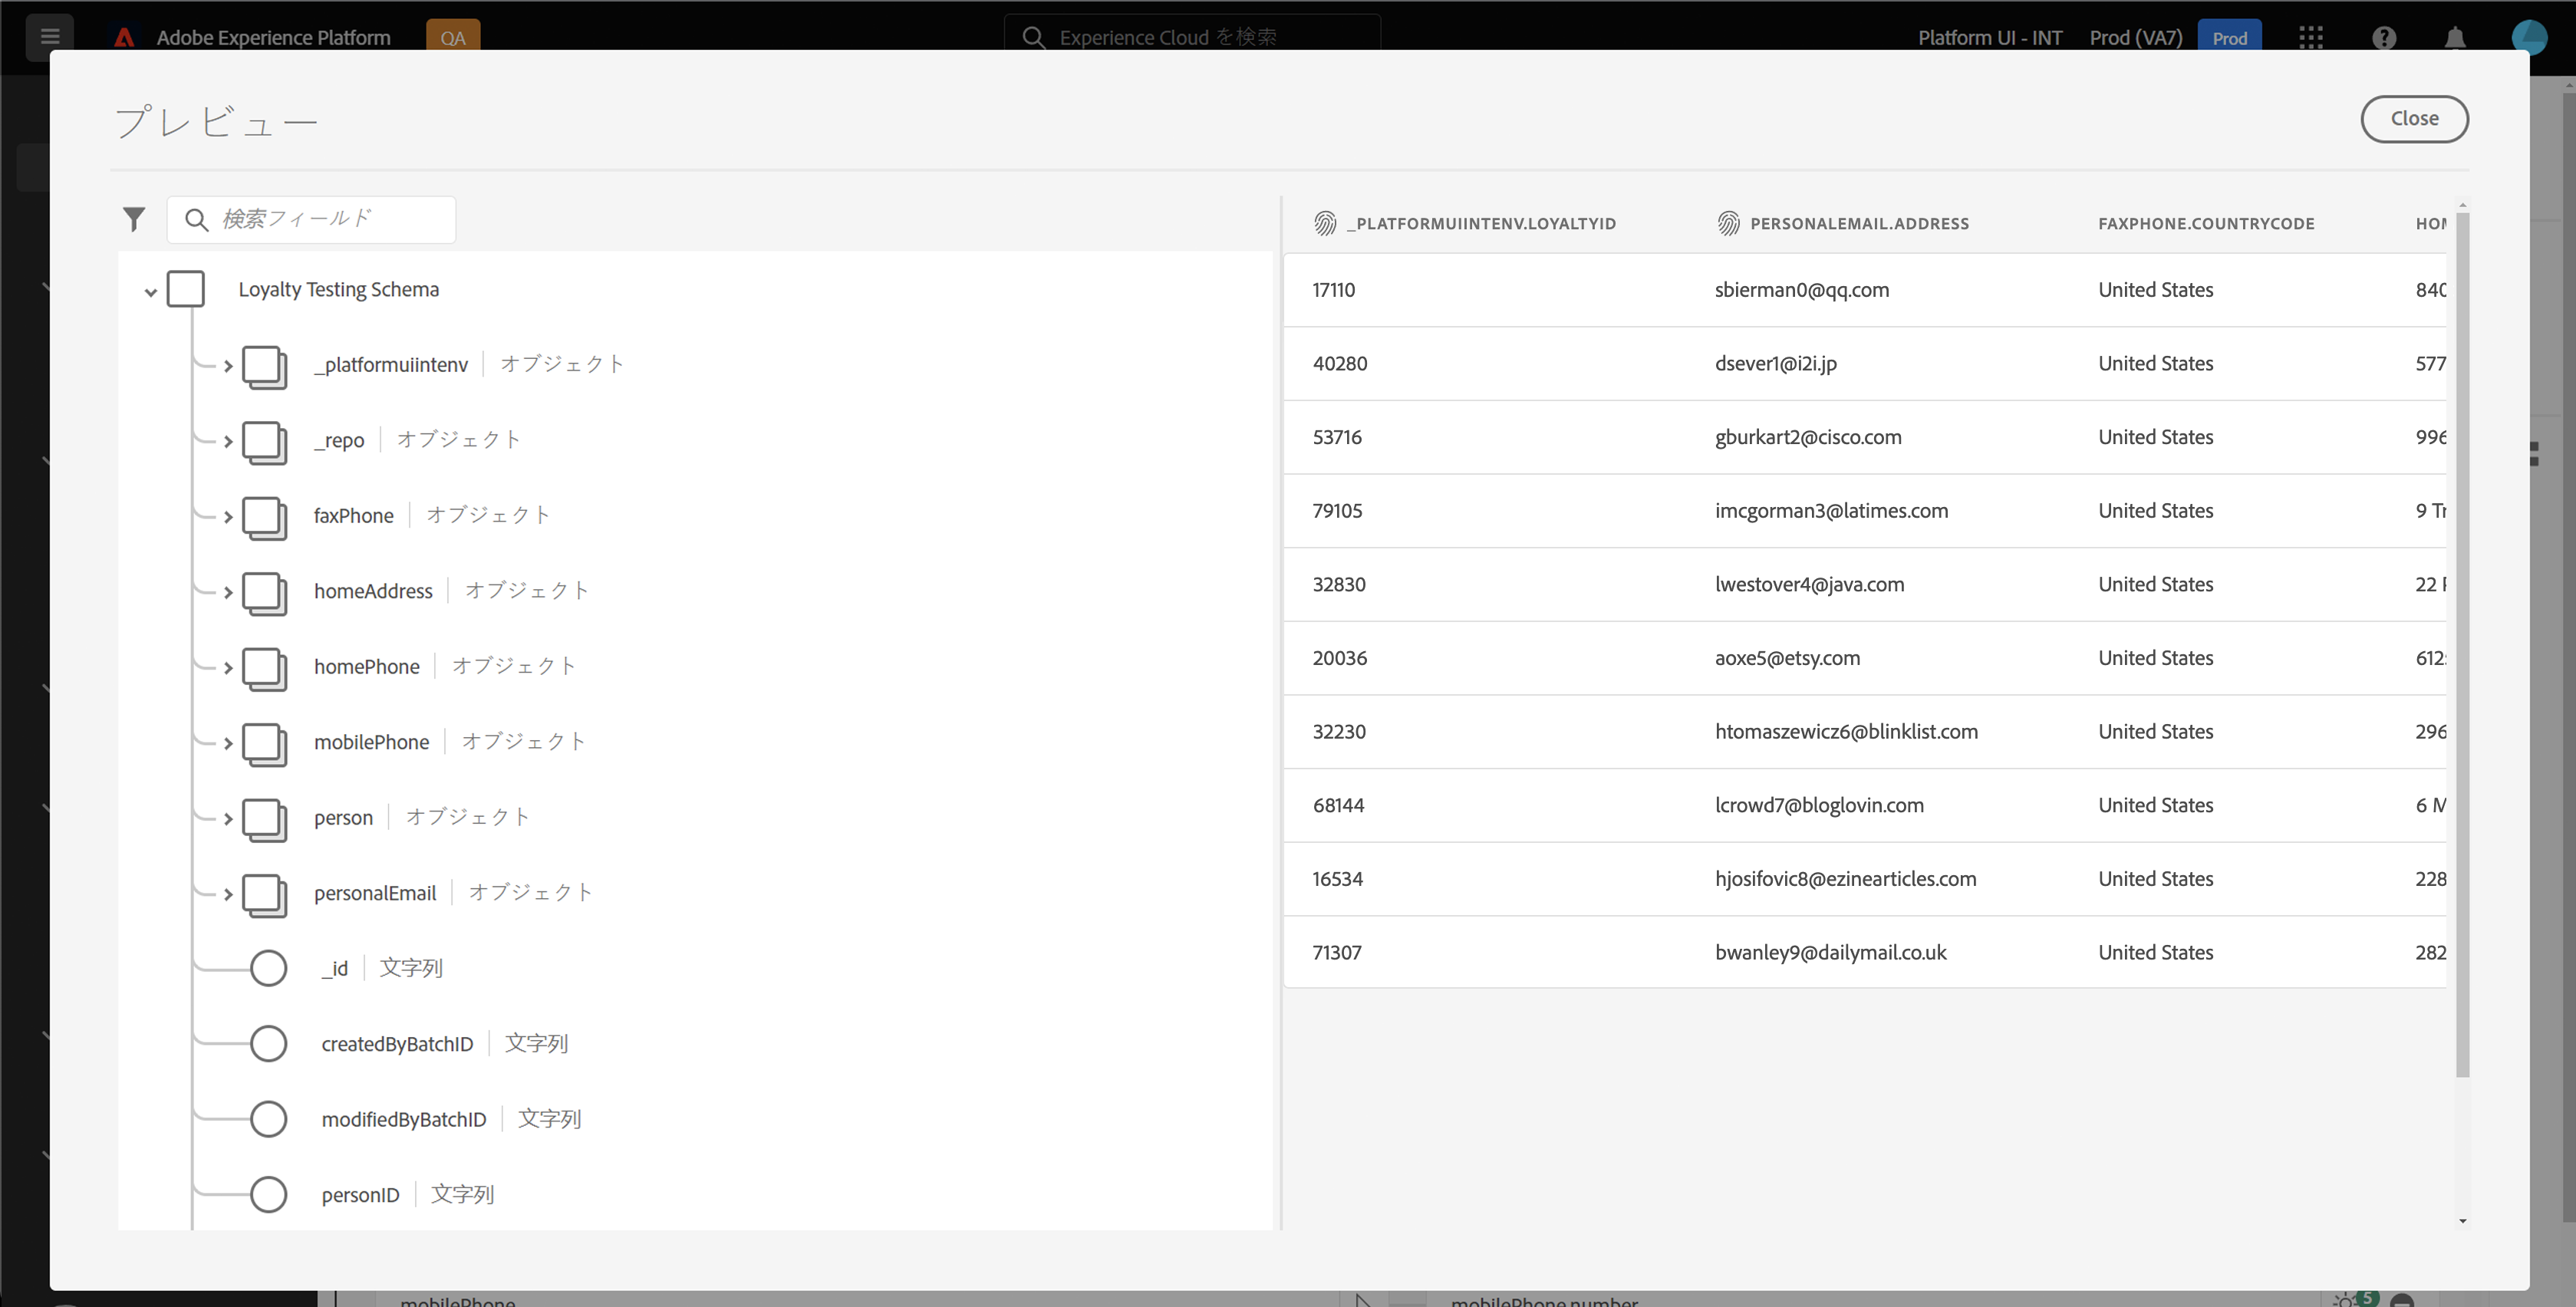 Adobe Experience Platform QA Experience Cloud を検索 Platform UI - INT Prod (VA7) Prod
プレビュー Close
検索フィールド
Loyalty Testing Schema
_platformuiintenv オブジェクト
_repo オブジェクト
faxPhone オブジェクト
homeAddress オブジェクト
homePhone オブジェクト
mobilePhone オブジェクト
person オブジェクト
personalEmail オブジェクト
_id 文字列
createdByBatchID 文字列
modifiedByBatchID 文字列
personID 文字列
_PLATFORMUIINTENV.LOYALTYID PERSONALEMAIL.ADDRESS FAXPHONE.COUNTRYCODE
17110 sbierman0@qq.com United States 840
40280 dsever1@i2i.jp United States 577
53716 gburkart2@cisco.com United States 996
79105 imcgorman3@latimes.com United States 9
32830 lwestover4@java.com United States 22
20036 aoxe5@etsy.com United States 612
32230 htomaszewicz6@blinklist.com United States 296
68144 lcrowd7@bloglovin.com United States 6
16534 hjosifovic8@ezinearticles.com United States 228
71307 bwanley9@dailymail.co.uk United States 282
mobilePhone mobilePhone.number 5